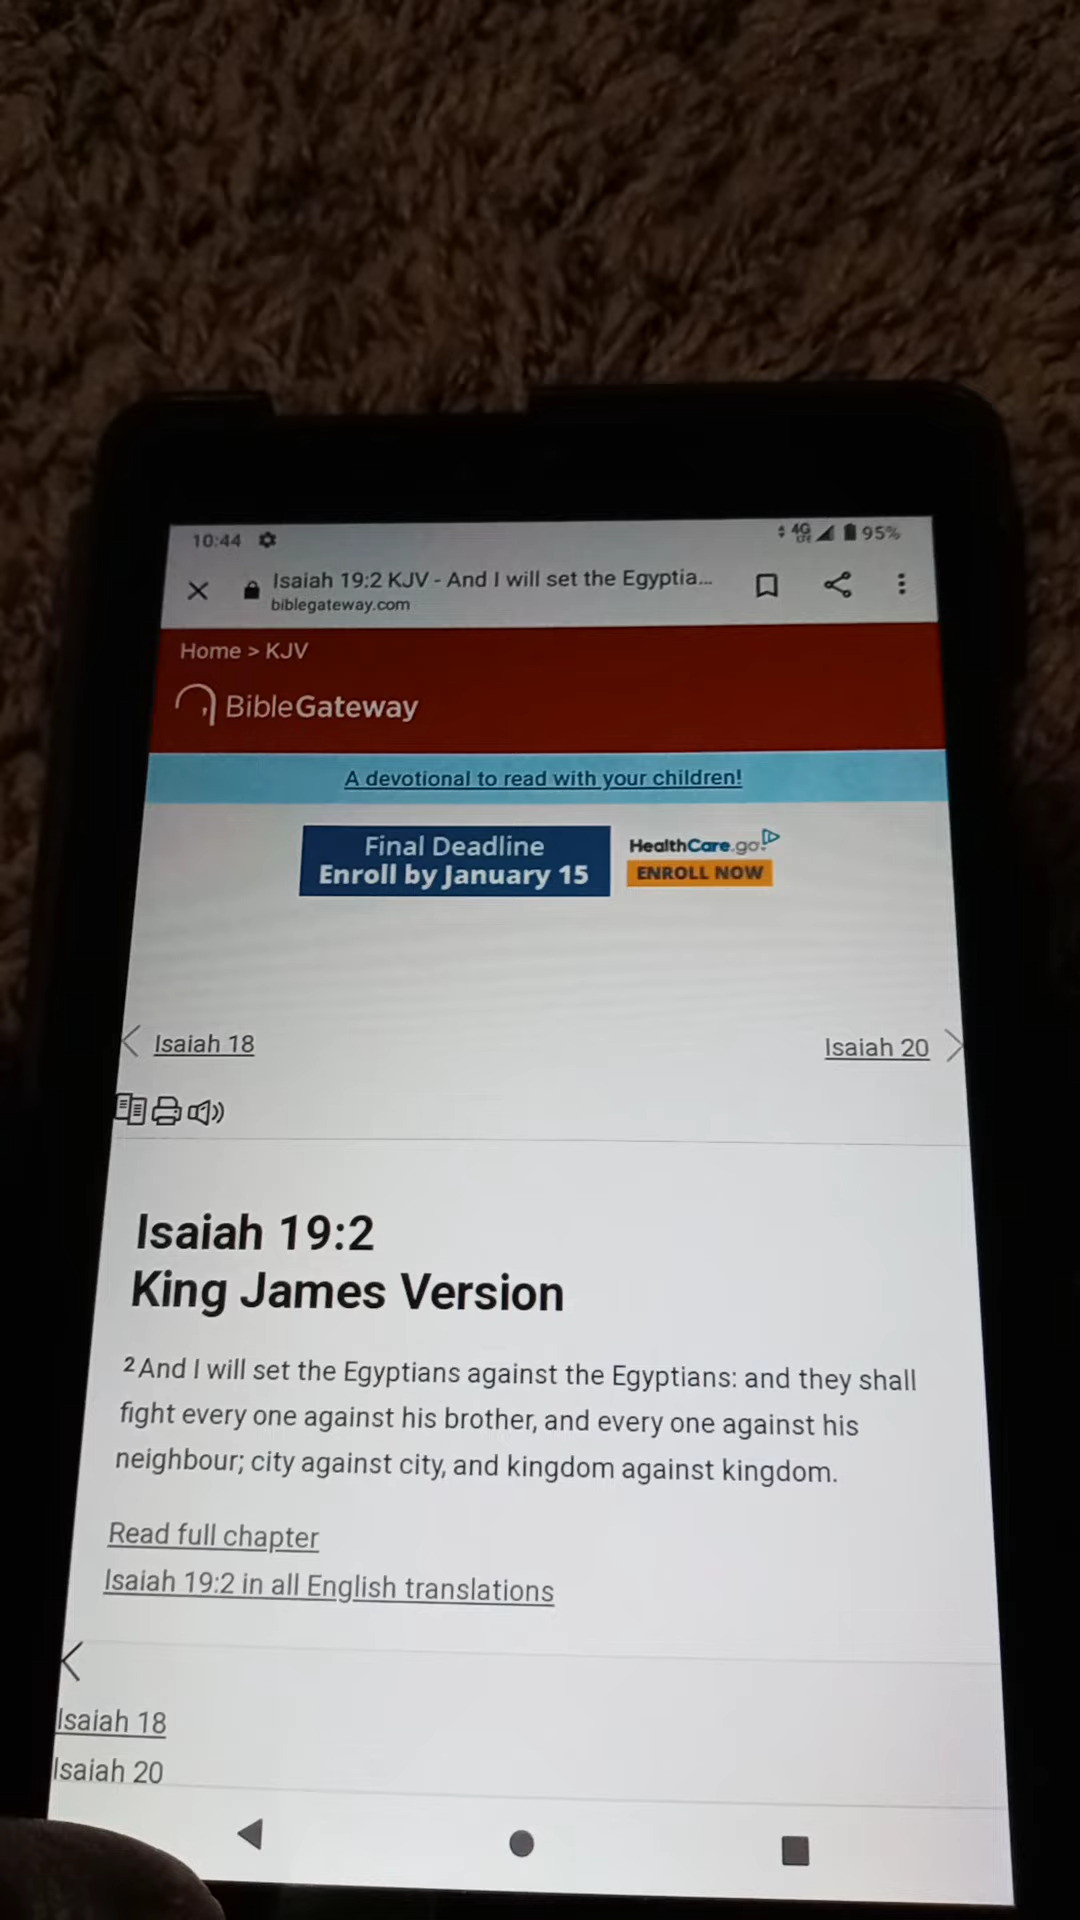 10:44 4G LTE 95%
Isaiah 19:2 KJV - And I will set the Egyptia...
biblegateway.com
Home > KJV
BibleGateway
A devotional to read with your children!
Final Deadline
Enroll by January 15
HealthCare.gov
ENROLL NOW
Isaiah 18
Isaiah 20
Isaiah 19:2
King James Version
2 And I will set the Egyptians against the Egyptians: and they shall
fight every one against his brother, and every one against his
neighbour; city against city, and kingdom against kingdom.
Read full chapter
Isaiah 19:2 in all English translations
Isaiah 18
Isaiah 20